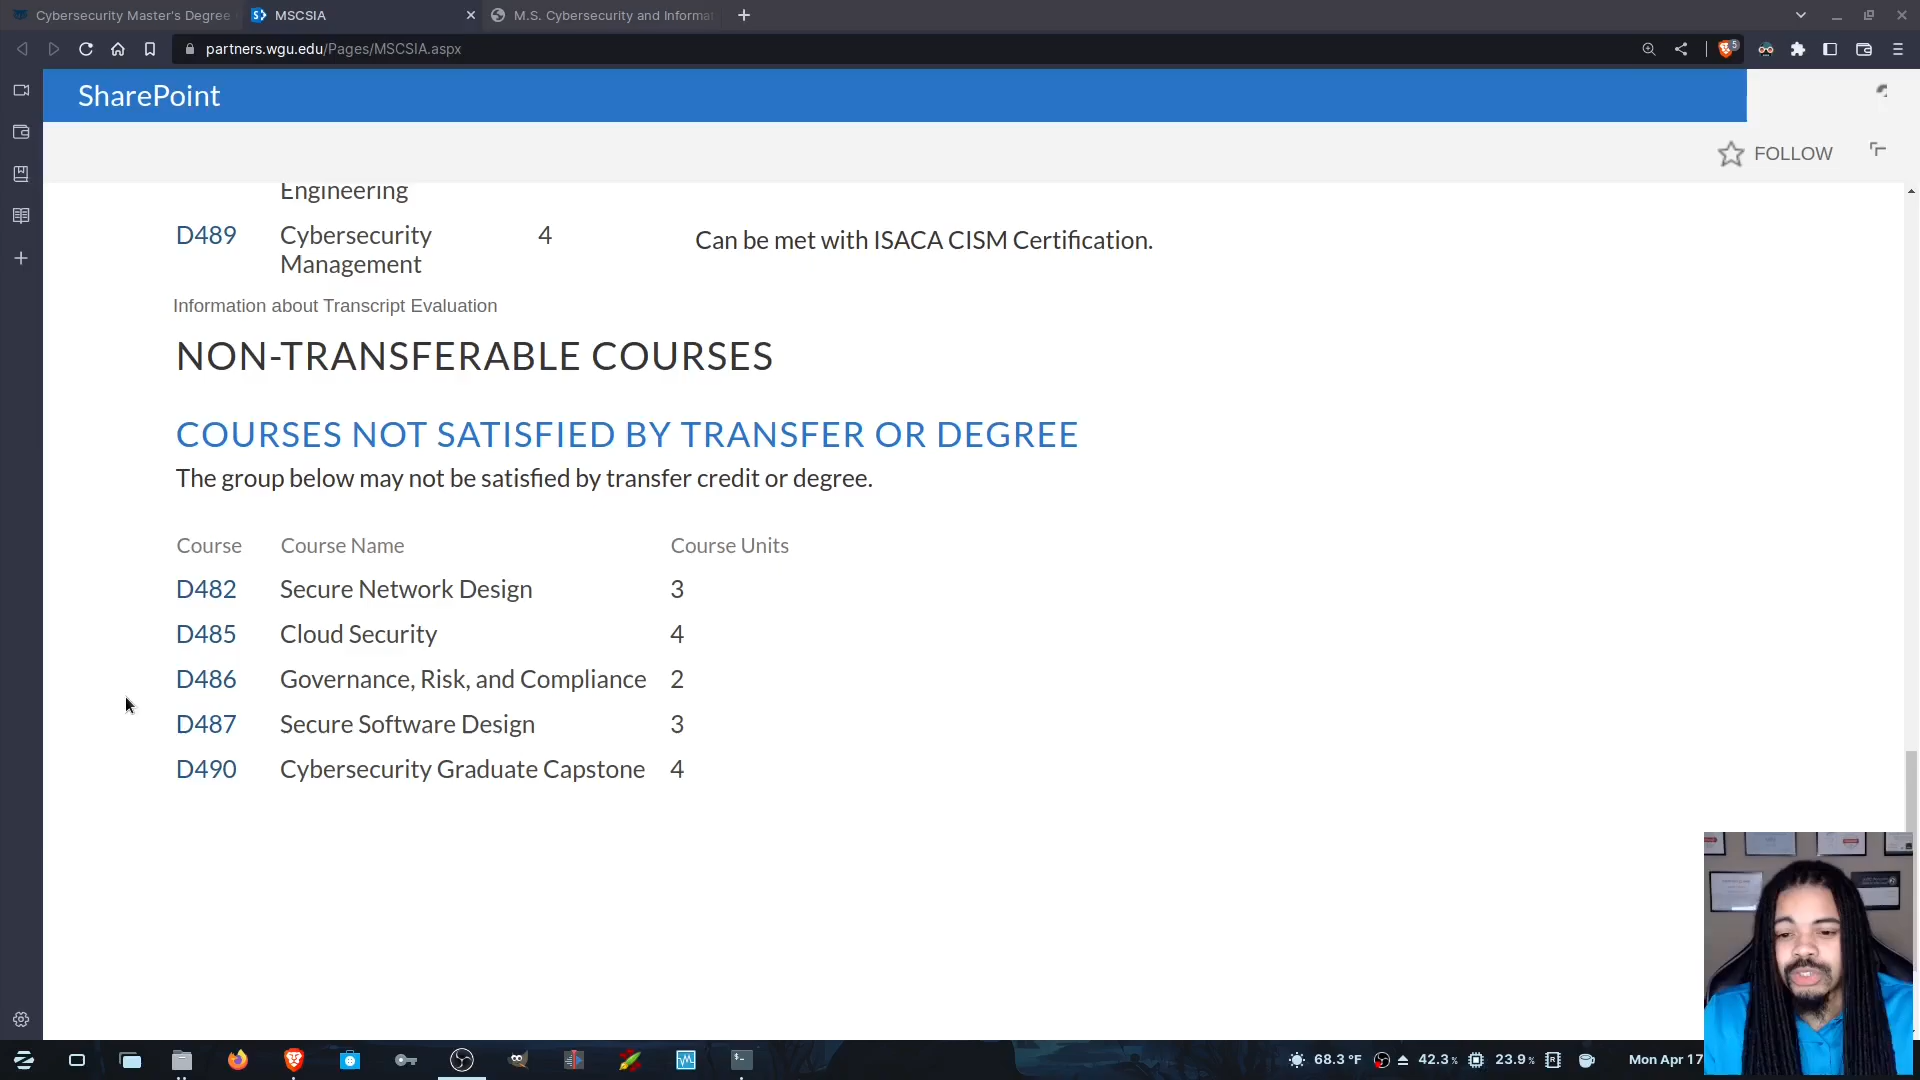 Cybersecurity Master's Degree
MSCSIA
M.S. Cybersecurity and Informat
partners.wgu.edu/Pages/MSCSIA.aspx
5
SharePoint
FOLLOW
Engineering
D489 Cybersecurity 4 Can be met with ISACA CISM Certification.
Management
Information about Transcript Evaluation
NON-TRANSFERABLE COURSES
COURSES NOT SATISFIED BY TRANSFER OR DEGREE
The group below may not be satisfied by transfer credit or degree.
Course Course Name Course Units
D482 Secure Network Design 3
D485 Cloud Security 4
D486 Governance, Risk, and Compliance 2
D487 Secure Software Design 3
D490 Cybersecurity Graduate Capstone 4
68.3 °F 42.3% 23.9% Mon Apr 17